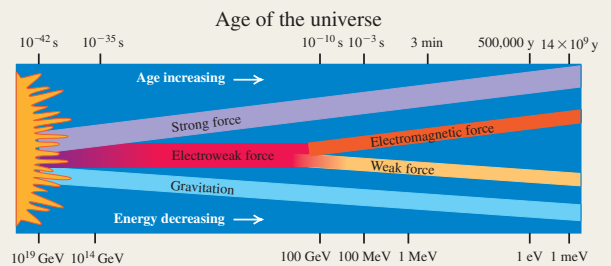 Age of the universe
10⁻⁴² s 10⁻³⁵ s 10⁻¹⁰ s 10⁻³ s 3 min 500,000 y 14 × 10⁹ y
Age increasing →
Strong force
Electromagnetic force
Electroweak force
Weak force
Gravitation
Energy decreasing →
10¹⁹ GeV 10¹⁴ GeV 100 GeV 100 MeV 1 MeV 1 eV 1 meV